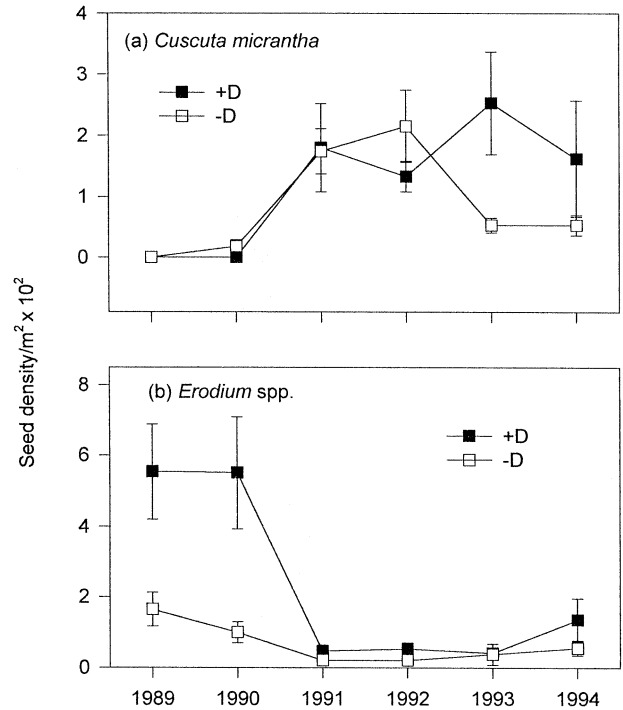 4
(a) Cuscuta micrantha
3
+D
-D
2
1
0
Seed density/m² x 10²
(b) Erodium spp.
8
+D
-D
6
4
2
0
1989 1990 1991 1992 1993 1994